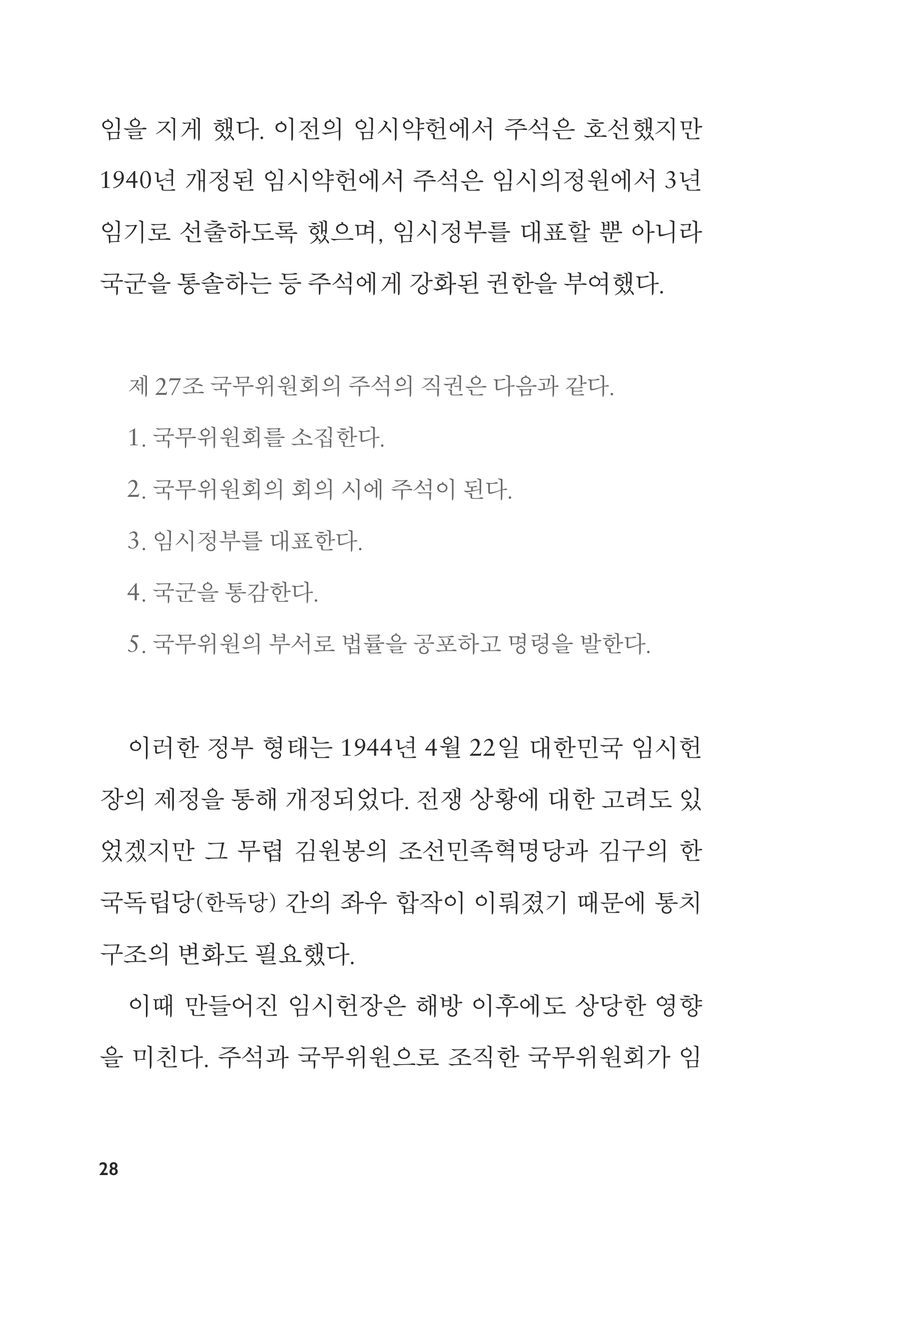 임을 지게 했다. 이전의 임시약헌에서 주석은 호선했지만
1940년 개정된 임시약헌에서 주석은 임시의정원에서 3년
임기로 선출하도록 했으며, 임시정부를 대표할 뿐 아니라
국군을 통솔하는 등 주석에게 강화된 권한을 부여했다.
제27조 국무위원회의 주석의 직권은 다음과 같다.
1. 국무위원회를 소집한다.
2. 국무위원회의 회의 시에 주석이 된다.
3. 임시정부를 대표한다.
4. 국군을 통감한다.
5. 국무위원의 부서로 법률을 공포하고 명령을 발한다.
이러한 정부 형태는 1944년 4월 22일 대한민국 임시헌
장의 제정을 통해 개정되었다. 전쟁 상황에 대한 고려도 있
었겠지만 그 무렵 김원봉의 조선민족혁명당과 김구의 한
국독립당(한독당) 간의 좌우 합작이 이뤄졌기 때문에 통치
구조의 변화도 필요했다.
이때 만들어진 임시헌장은 해방 이후에도 상당한 영향
을 미친다. 주석과 국무위원으로 조직한 국무위원회가 임
28